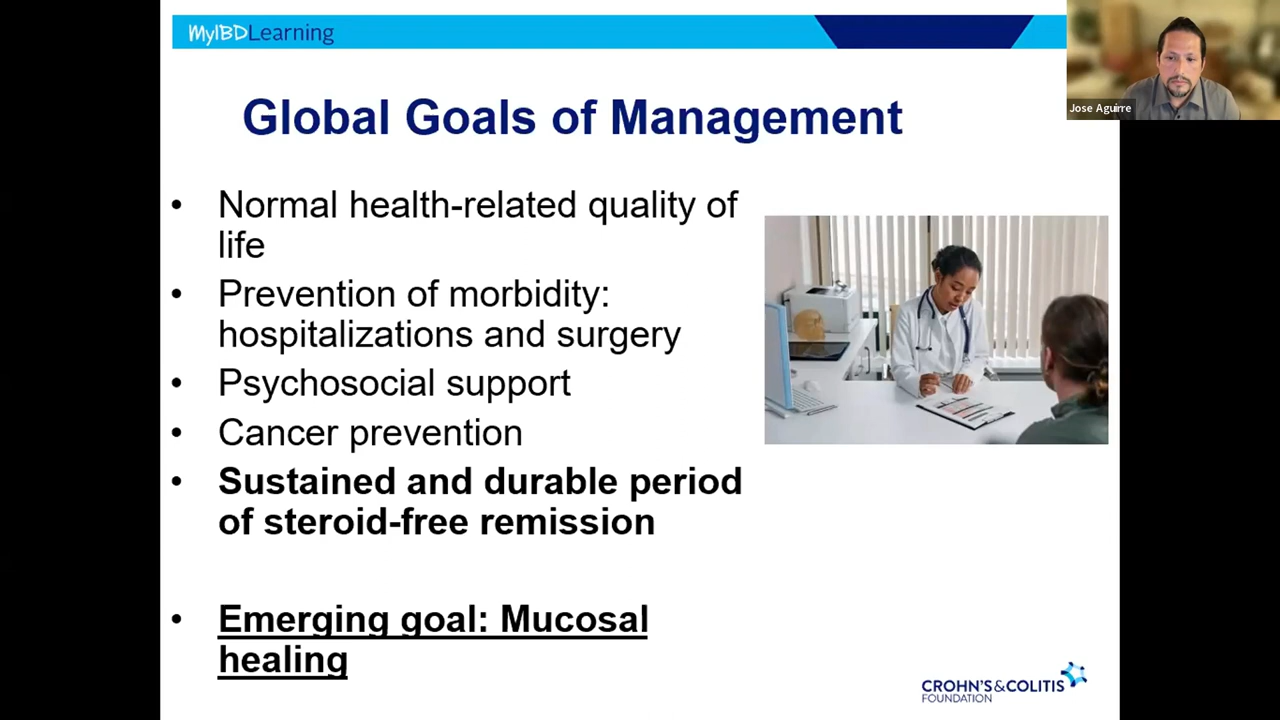 MyIBDLearning
Jose Aguirre
Global Goals of Management
• Normal health-related quality of
life
• Prevention of morbidity:
hospitalizations and surgery
• Psychosocial support
• Cancer prevention
• Sustained and durable period
of steroid-free remission
• Emerging goal: Mucosal
healing
CROHN'S&COLITIS
FOUNDATION